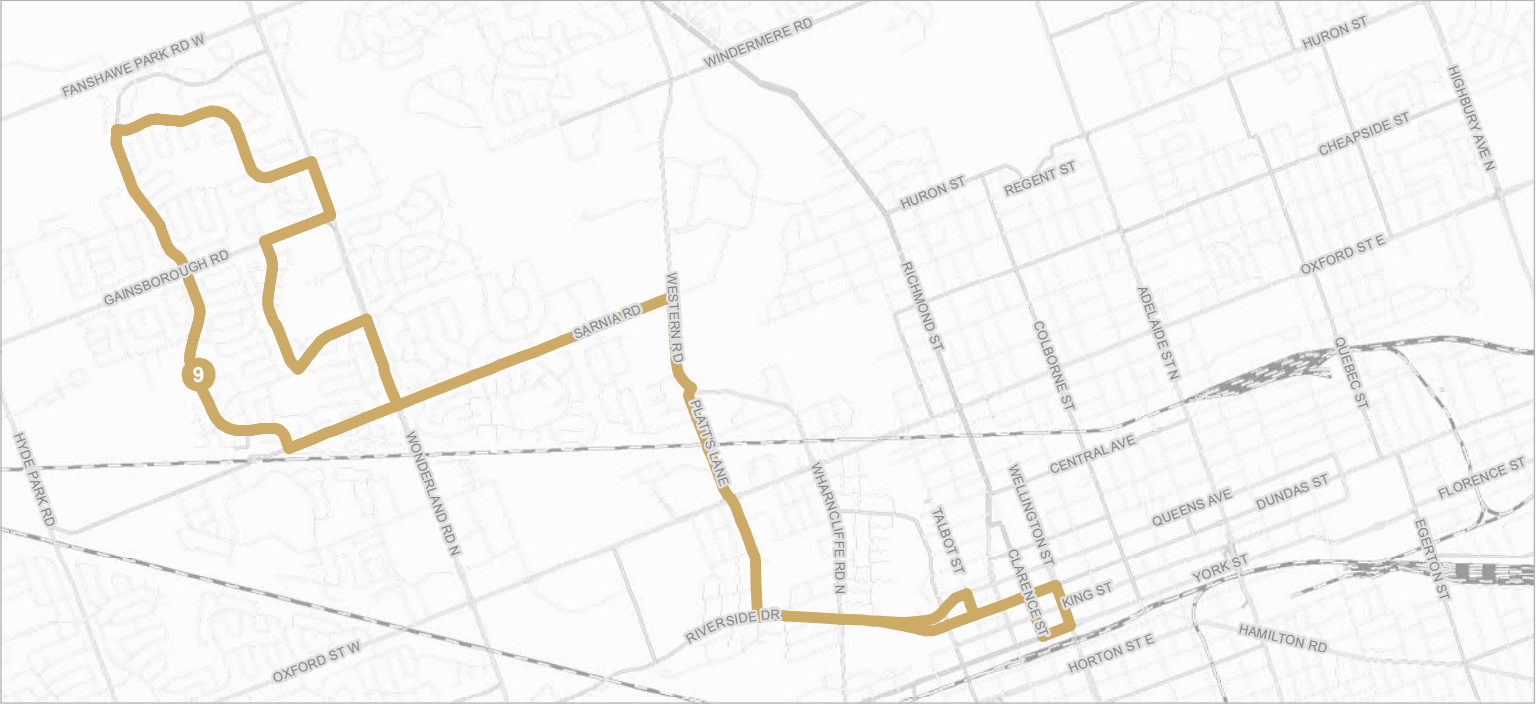 FANSHAWE PARK RD W
WINDERMERE RD
HURON ST
HIGHBURY AVE N
CHEAPSIDE ST
HURON ST
REGENT ST
GAINSBOROUGH RD
OXFORD ST E
RICHMOND ST
WESTERN RD
SARNIA RD
ADELAIDE ST N
COLBORNE ST
QUEBEC ST
9
PLATT'S LANE
HYDE PARK RD
WONDERLAND RD N
WHARNCLIFFE RD N
CENTRAL AVE
WELLINGTON ST
TALBOT ST
QUEENS AVE
DUNDAS ST
FLORENCE ST
EGERTON ST
CLARENCE ST
YORK ST
KING ST
RIVERSIDE DR
HAMILTON RD
HORTON ST E
OXFORD ST W